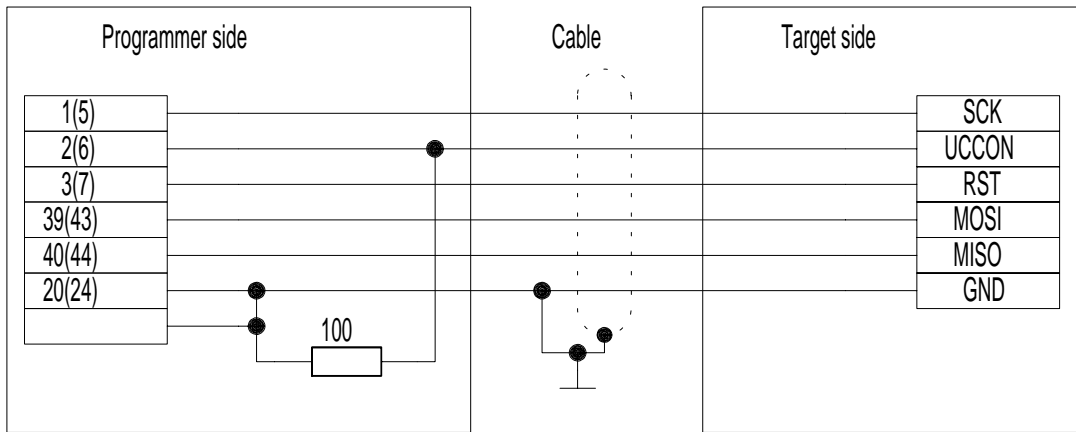 Programmer side
Cable
Target side
1(5)
SCK
2(6)
UCCON
3(7)
RST
39(43)
MOSI
40(44)
MISO
20(24)
GND
100